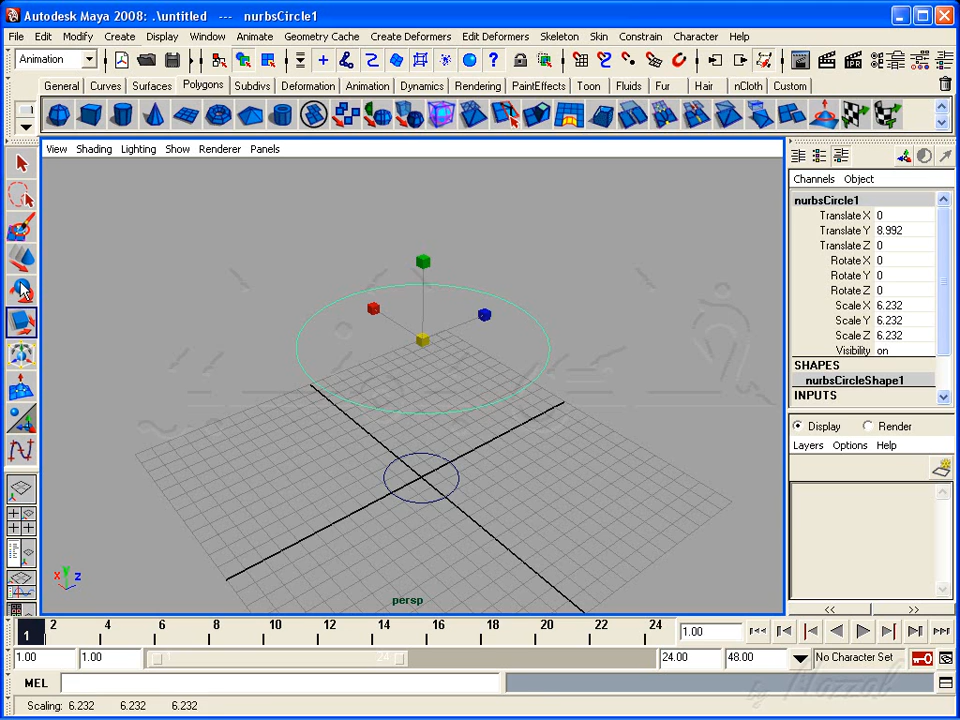 Autodesk Maya 2008: .\untitled --- nurbsCircle1
File Edit Modify Create Display Window Animate Geometry Cache Create Deformers Edit Deformers Skeleton Skin Constrain Character Help
Animation
General Curves Surfaces Polygons Subdivs Deformation Animation Dynamics Rendering PaintEffects Toon Fluids Fur Hair nCloth Custom
View Shading Lighting Show Renderer Panels
Channels Object
nurbsCircle1
Translate X 0
Translate Y 8.992
Translate Z 0
Rotate X 0
Rotate Y 0
Rotate Z 0
Scale X 6.232
Scale Y 6.232
Scale Z 6.232
Visibility on
SHAPES
nurbsCircleShape1
INPUTS
Display Render
Layers Options Help
x y z
persp
<< >>
1 2 4 6 8 10 12 14 16 18 20 22 24 1.00
1.00 1.00 1 24 24.00 48.00 No Character Set
MEL
by Mazzal
Scaling: 6.232 6.232 6.232